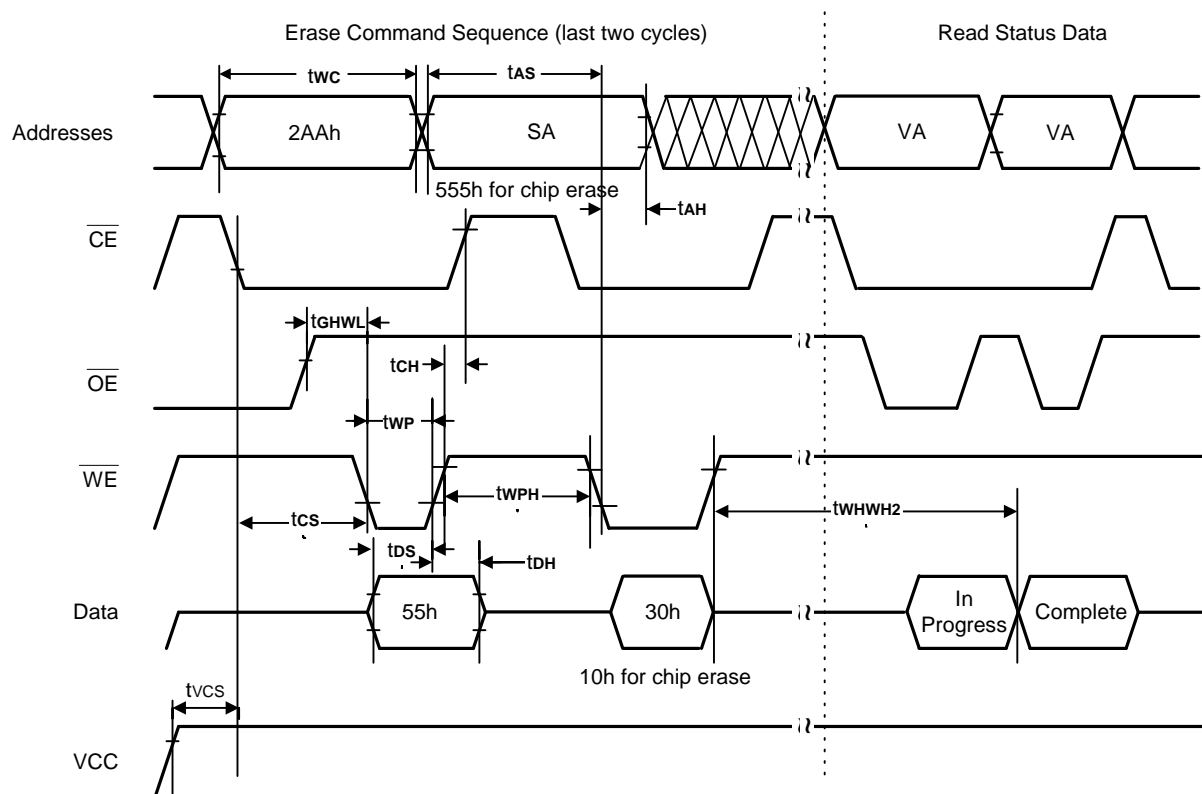 Erase Command Sequence (last two cycles)
Read Status Data
tWC
tAS
Addresses
2AAh
SA
VA
VA
555h for chip erase
tAH
CE
tGHWL
tCH
OE
tWP
WE
tWPH
tWHWH2
tCS
tDS
tDH
Data
55h
30h
In
Progress
Complete
10h for chip erase
tVCS
VCC